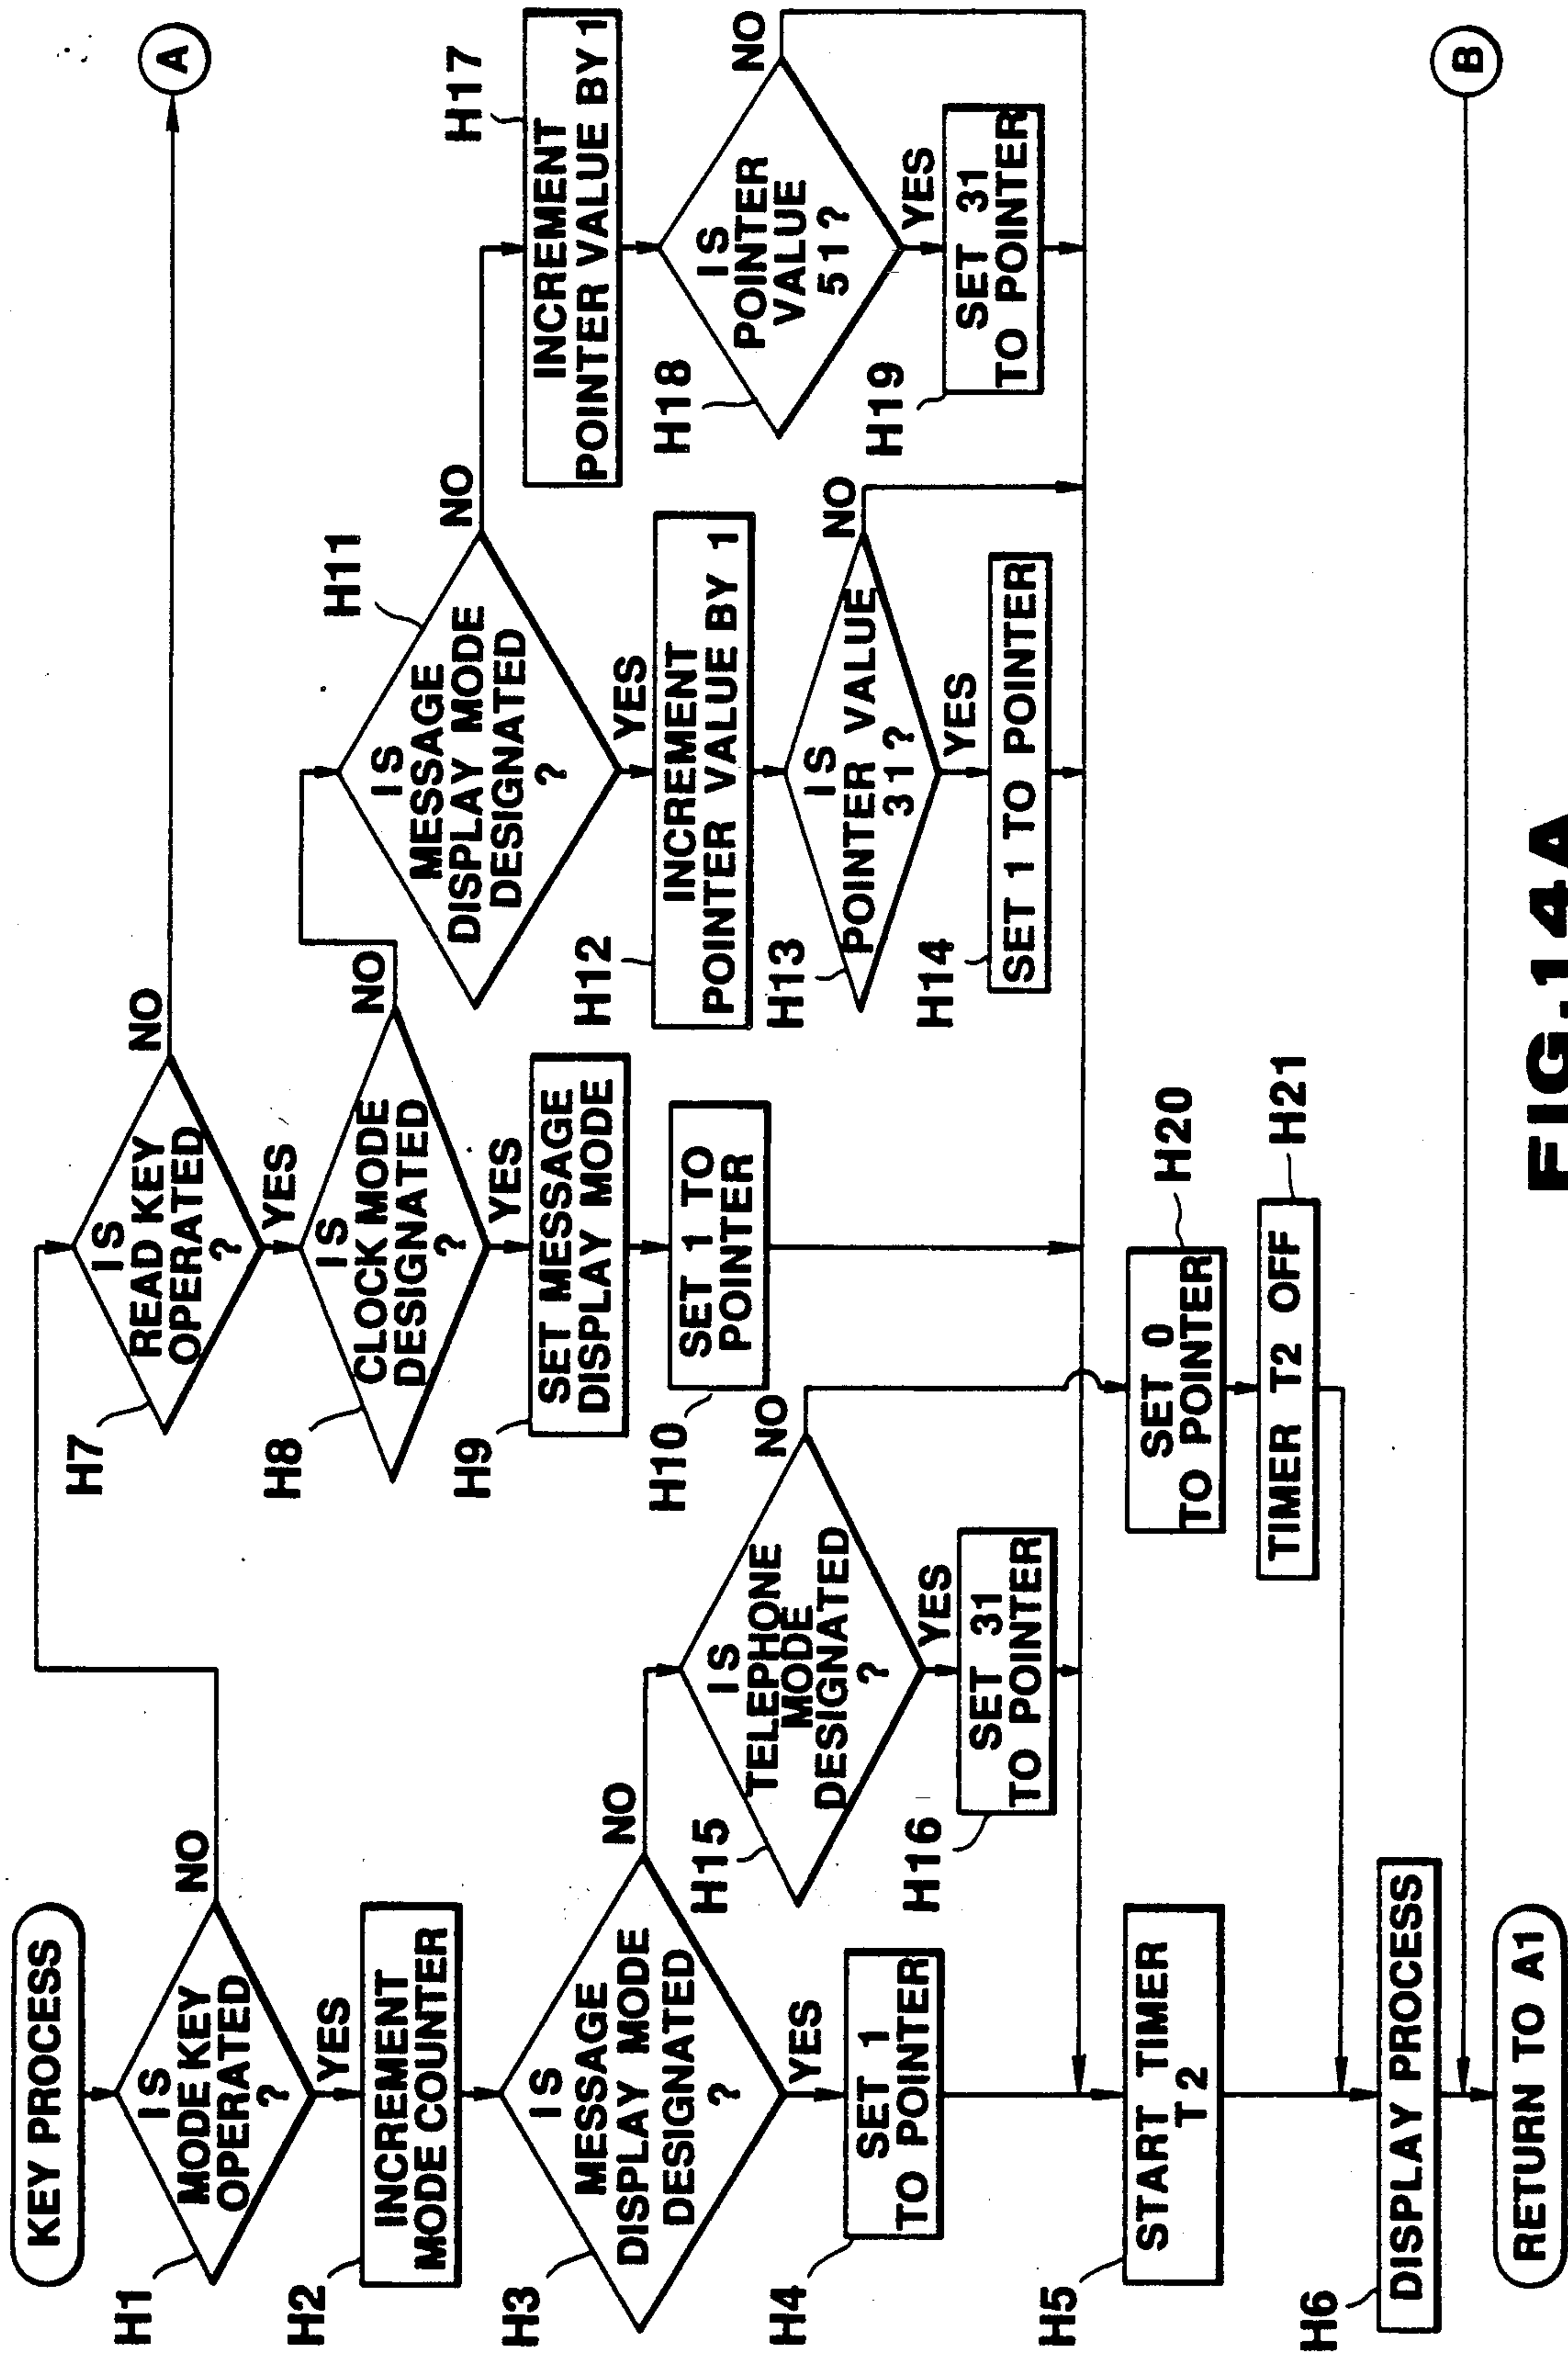 KEY PROCESS
H1
IS
MODE KEY
OPERATED
?
NO
YES
H2
INCREMENT
MODE COUNTER
H3
IS
MESSAGE
DISPLAY MODE
DESIGNATED
?
NO
YES
H4
SET 1
TO POINTER
H5
START TIMER
T2
H6
DISPLAY PROCESS
RETURN TO A1
H15
IS
TELEPHONE
MODE
DESIGNATED
?
NO
YES
H16
SET 31
TO POINTER
H7
IS
READ KEY
OPERATED
?
NO
YES
H8
IS
CLOCK MODE
DESIGNATED
?
NO
YES
H9
SET MESSAGE
DISPLAY MODE
H10
SET 1 TO
POINTER
H20
SET 0
TO POINTER
H21
TIMER T2 OFF
H11
IS
MESSAGE
DISPLAY MODE
DESIGNATED
?
NO
YES
H12
INCREMENT
POINTER VALUE BY 1
H13
IS
POINTER VALUE
31?
NO
YES
H14
SET 1 TO POINTER
H17
INCREMENT
POINTER VALUE BY 1
H18
IS
POINTER
VALUE
51?
NO
YES
H19
SET 31
TO POINTER
A
B
FIG.14A